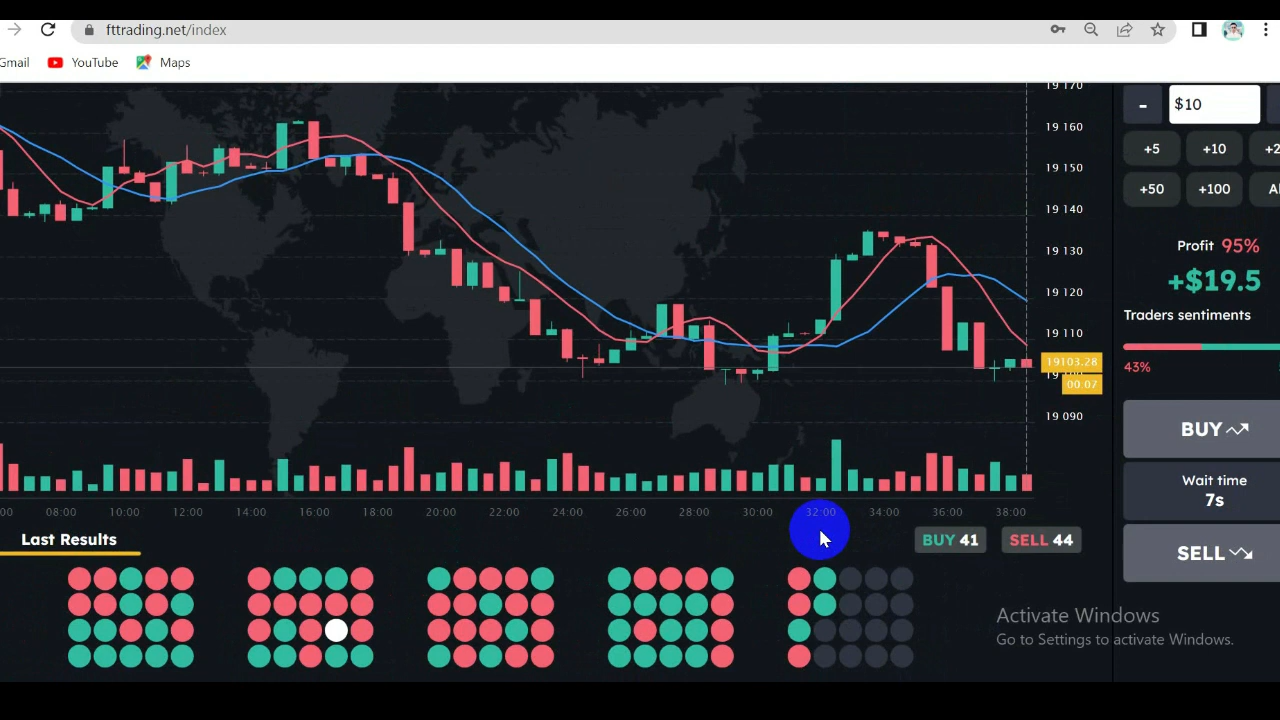 fttrading.net/index
Gmail YouTube Maps
19 170
- $10
19 160
+5 +10 +2
19 150
+50 +100
19 140
Profit 95%
19 130
+$19.5
19 120
Traders sentiments
19 110
19103.28
43%
00:07
19 090
BUY
Wait time
7s
08:00 10:00 12:00 14:00 16:00 18:00 20:00 22:00 24:00 26:00 28:00 30:00 32:00 34:00 36:00 38:00
Last Results
BUY 41 SELL 44
SELL
Activate Windows
Go to Settings to activate Windows.